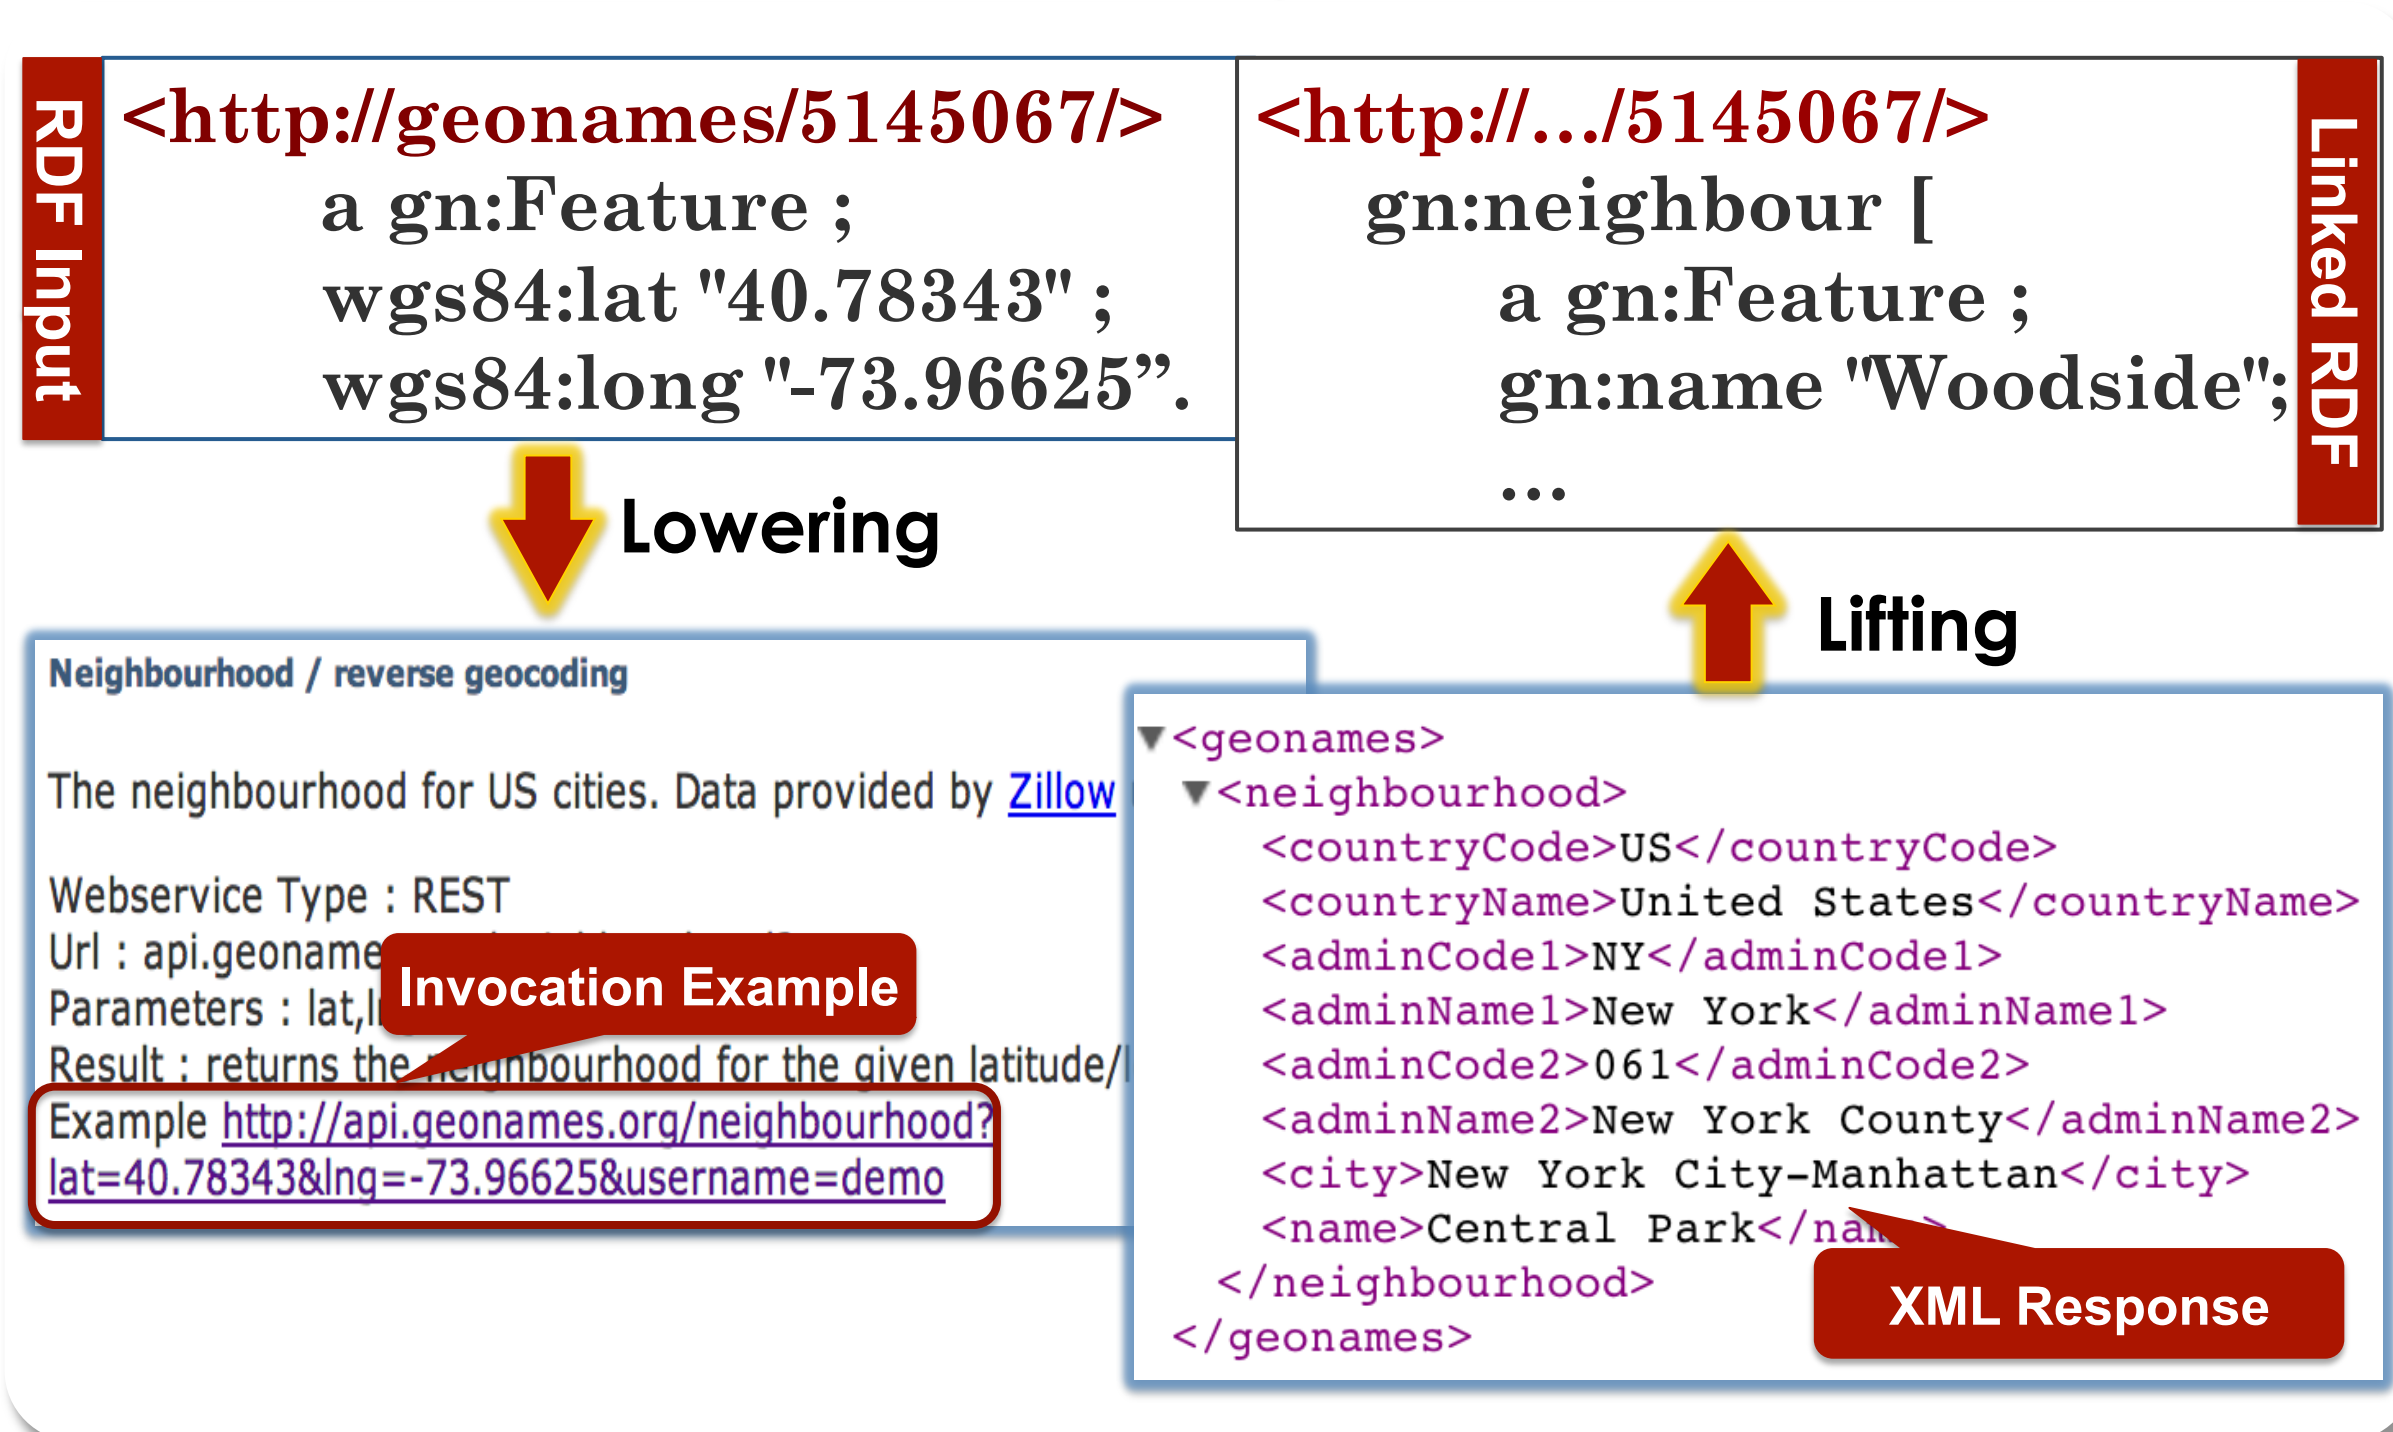 RDF Input
<http://geonames/5145067/>
a gn:Feature ;
wgs84:lat "40.78343" ;
wgs84:long "-73.96625”.
<http://.../5145067/>
gn:neighbour [
a gn:Feature ;
gn:name "Woodside";
...
Linked RDF
Lowering
Lifting
Neighbourhood / reverse geocoding
The neighbourhood for US cities. Data provided by Zillow
Webservice Type : REST
Url :
Parameters : lat,
Result : returns the neighbourhood for the given latitude/
Example http://api.geonames.org/neighbourhood?
lat=40.78343&lng=-73.96625&username=demo
Invocation Example
<geonames>
<neighbourhood>
<countryCode>US</countryCode>
<countryName>United States</countryName>
<adminCode1>NY</adminCode1>
<adminName1>New York</adminName1>
<adminCode2>061</adminCode2>
<adminName2>New York County</adminName2>
<city>New York City-Manhattan</city>
<name>Central Park</name>
</neighbourhood>
</geonames>
XML Response